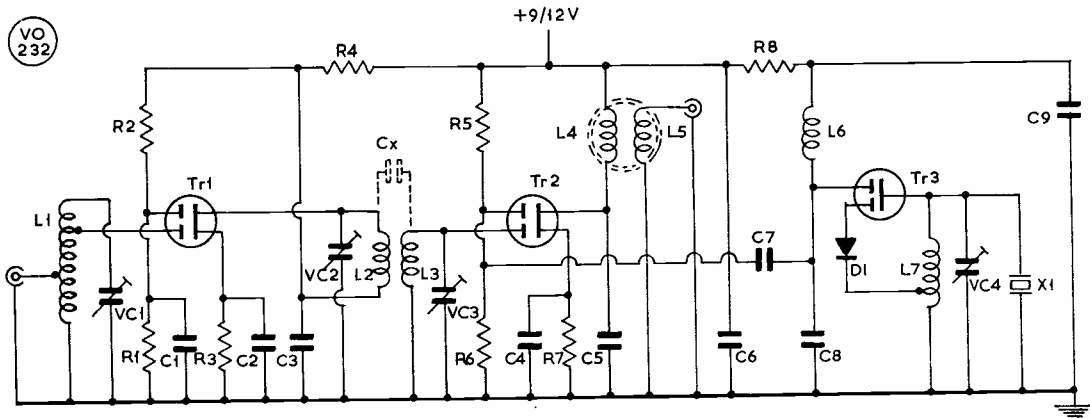 VO
232
+9/12V
R4
R8
R2
R5
L4
L5
L6
C9
Cx
Tr1
Tr2
Tr3
L1
VC1
VC2
L2
L3
VC3
C7
D1
L7
VC4
X1
R1
C1
R3
C2
C3
R6
C4
R7
C5
C6
C8